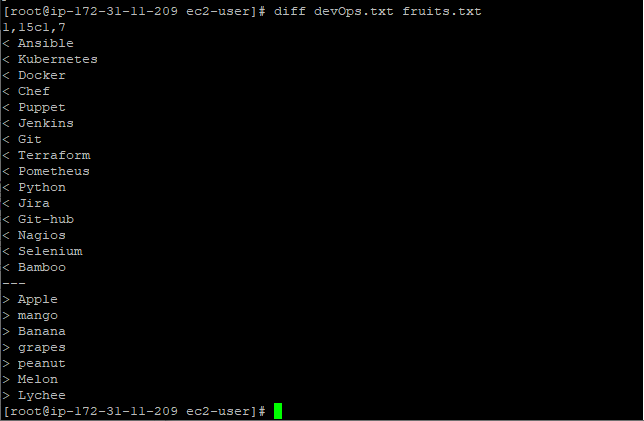 [root@ip-172-31-11-209 ec2-user]# diff devOps.txt fruits.txt
1,15c1,7
< Ansible
< Kubernetes
< Docker
< Chef
< Puppet
< Jenkins
< Git
< Terraform
< Pometheus
< Python
< Jira
< Git-hub
< Nagios
< Selenium
< Bamboo
---
> Apple
> mango
> Banana
> grapes
> peanut
> Melon
> Lychee
[root@ip-172-31-11-209 ec2-user]#